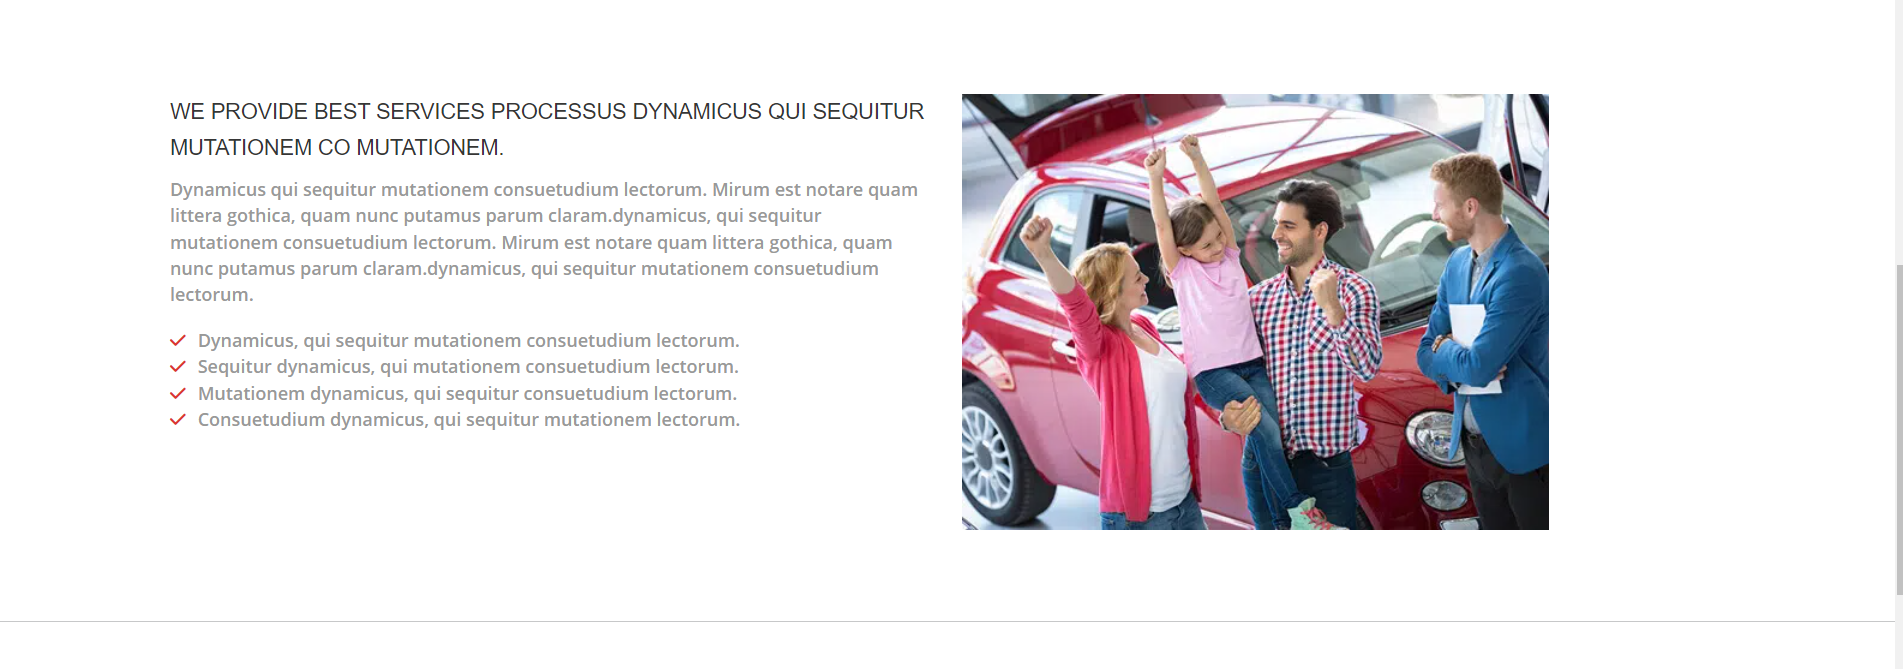 WE PROVIDE BEST SERVICES PROCESSUS DYNAMICUS QUI SEQUITUR
MUTATIONEM CO MUTATIONEM.
Dynamicus qui sequitur mutationem consuetudium lectorum. Mirum est notare quam
littera gothica, quam nunc putamus parum claram.dynamicus, qui sequitur
mutationem consuetudium lectorum. Mirum est notare quam littera gothica, quam
nunc putamus parum claram.dynamicus, qui sequitur mutationem consuetudium
lectorum.
Dynamicus, qui sequitur mutationem consuetudium lectorum.
Sequitur dynamicus, qui mutationem consuetudium lectorum.
Mutationem dynamicus, qui sequitur consuetudium lectorum.
Consuetudium dynamicus, qui sequitur mutationem lectorum.